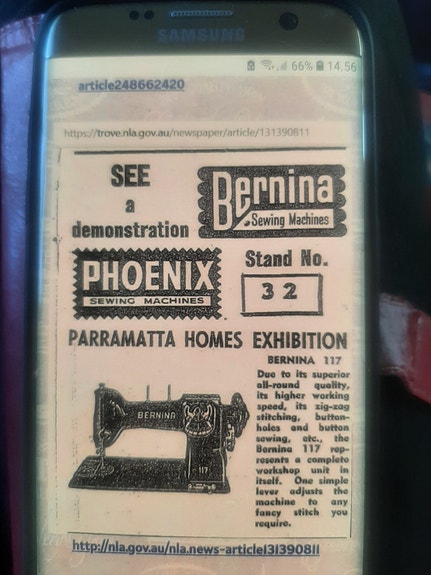 SAMSUNG
66% 14.56
article248662420
https://trove.nla.gov.au/newspaper/article/131390811
SEE
a
demonstration
Bernina
Sewing Machines
PHOENIX
SEWING MACHINES
Stand No.
32
PARRAMATTA HOMES EXHIBITION
BERNINA 117
Due to its superior
all-round quality,
its higher working
speed, its zig-zag
stitching, button-
holes and button
sewing, etc., the
Bernina 117 rep-
resents a complete
workshop unit in
itself. One simple
lever adjusts the
machine to any
fancy stitch you
require.
BERNINA
117
http://nla.gov.au/nla.news-article131390811